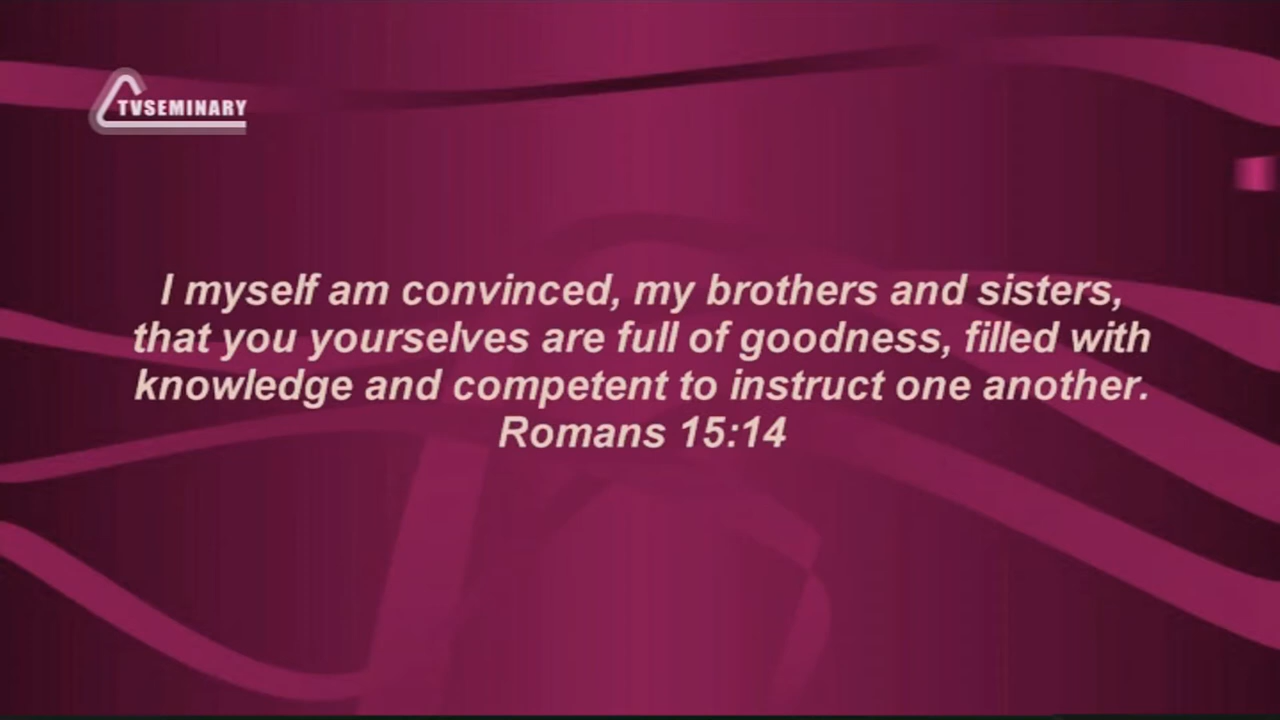 TVSEMINARY
I myself am convinced, my brothers and sisters,
that you yourselves are full of goodness, filled with
knowledge and competent to instruct one another.
Romans 15:14